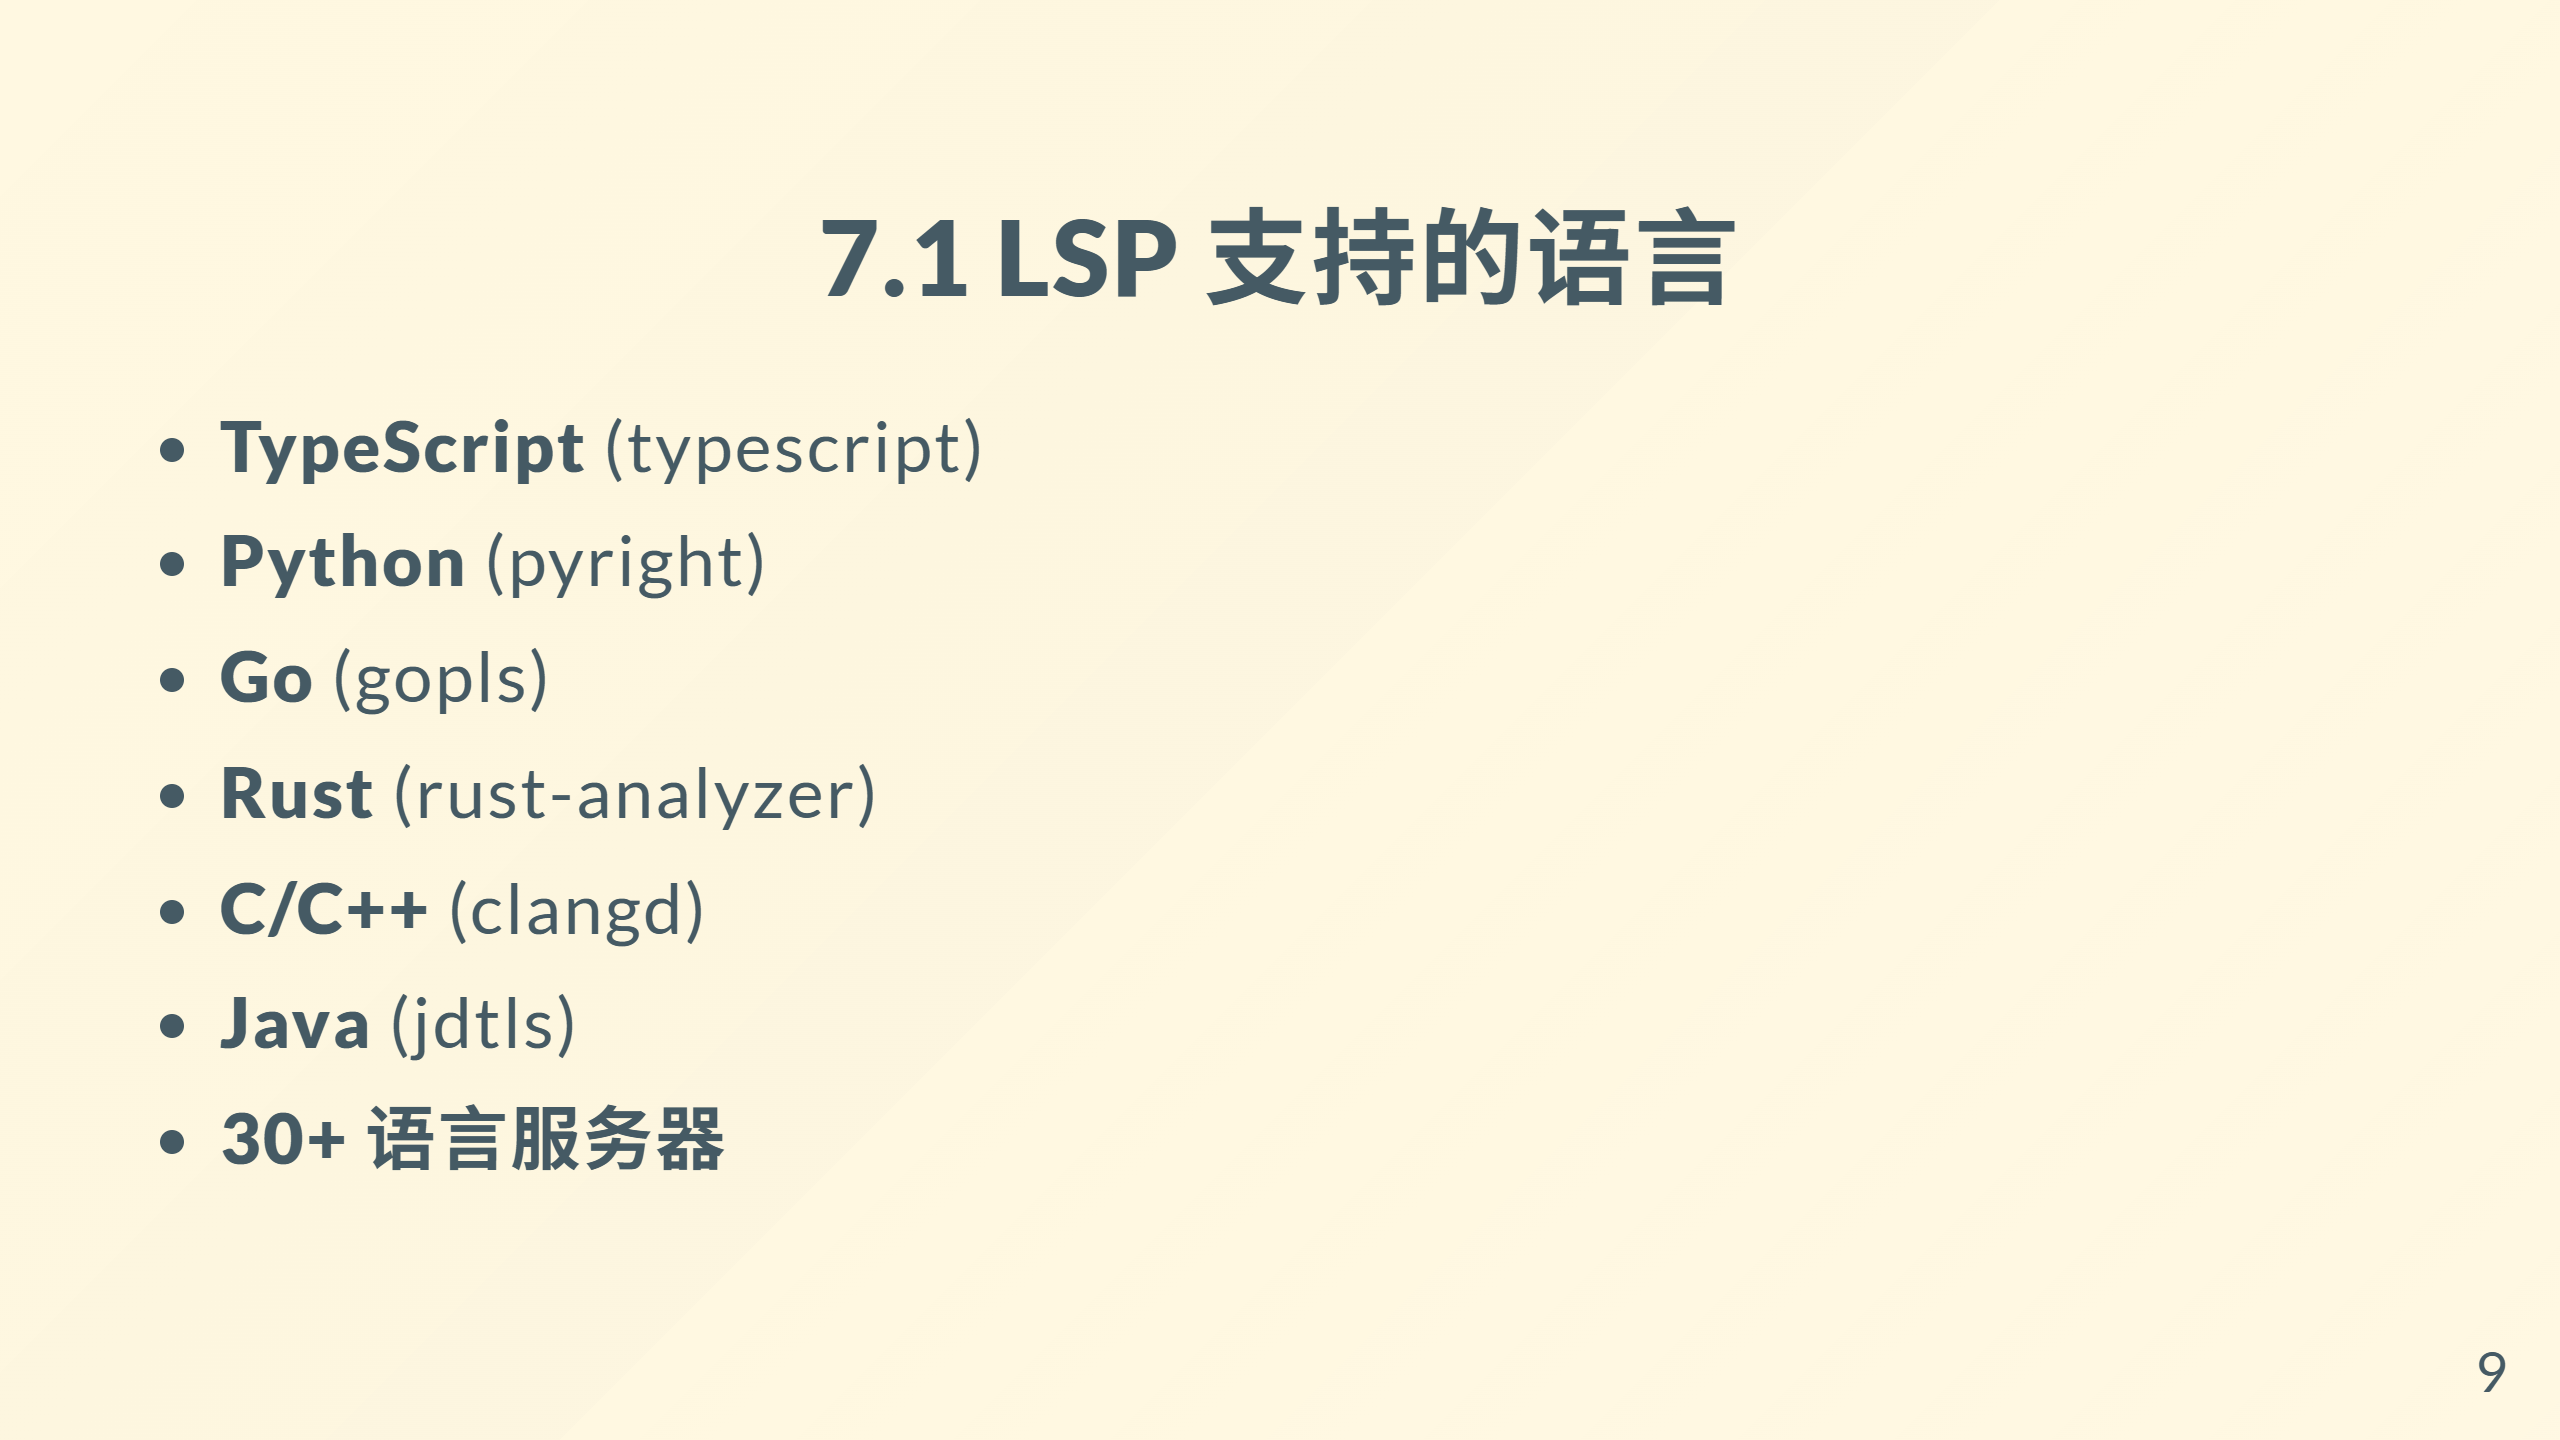 7.1 LSP 支持的语言
• TypeScript (typescript)
• Python (pyright)
• Go (gopls)
• Rust (rust-analyzer)
• C/C++ (clangd)
• Java (jdtls)
• 30+ 语言服务器
9